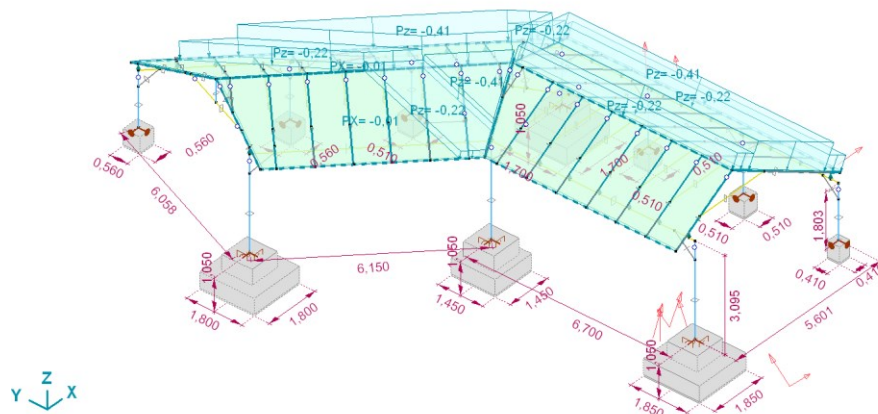 Pz= -0,41
Pz= -0,22
Pz= -0,22
PX= -0,01
Pz= -0,41
Pz= -0,41
Pz= -0,22
PX= -0,01
Pz= -0,22
Pz= -0,22
1,050
0,560
0,560
0,560
0,510
1,700
1,700
0,510
0,510
6,058
0,510
0,510
1,803
0,410
0,410
1,050
6,150
1,050
1,800
1,800
1,450
1,450
6,700
3,095
5,601
1,050
1,850
1,850
Z
Y
X